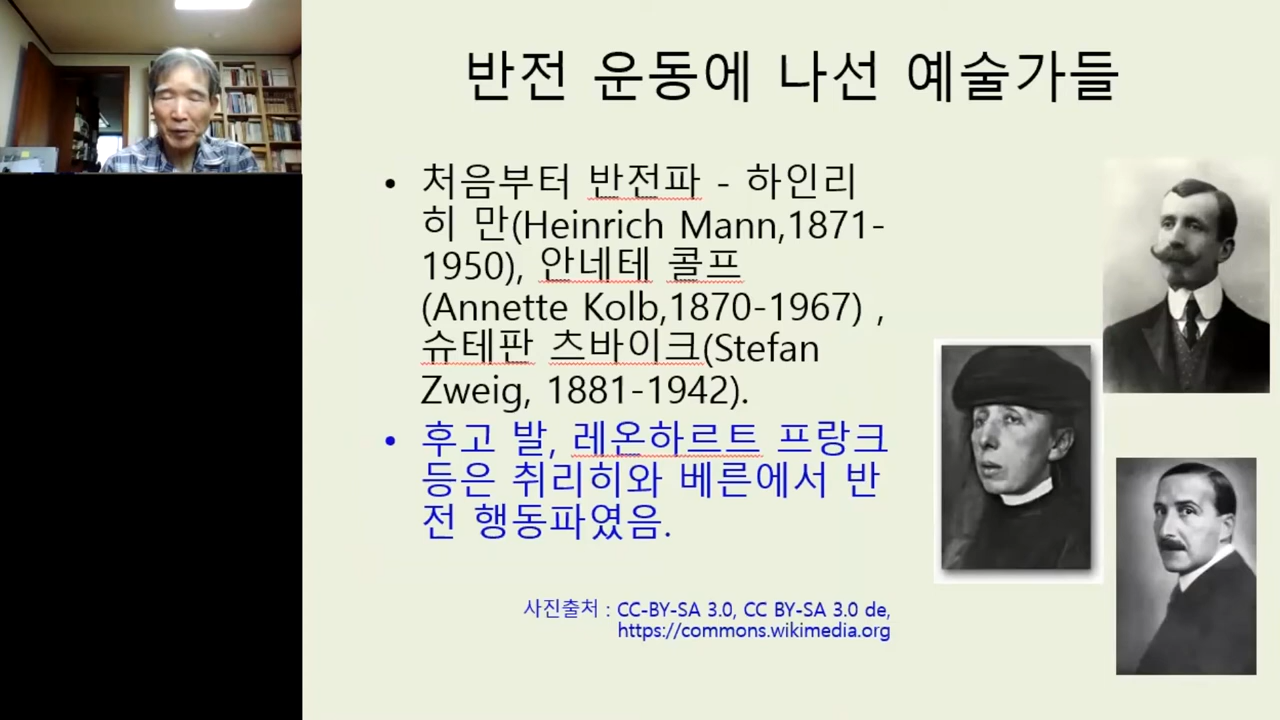 반전 운동에 나선 예술가들
• 처음부터 반전파 - 하인리
히 만(Heinrich Mann,1871-
1950), 안네테 콜프
(Annette Kolb,1870-1967) ,
슈테판 츠바이크(Stefan
Zweig, 1881-1942).
• 후고 발, 레온하르트 프랑크
등은 취리히와 베른에서 반
전 행동파였음.
사진출처 : CC-BY-SA 3.0, CC BY-SA 3.0 de,
https://commons.wikimedia.org